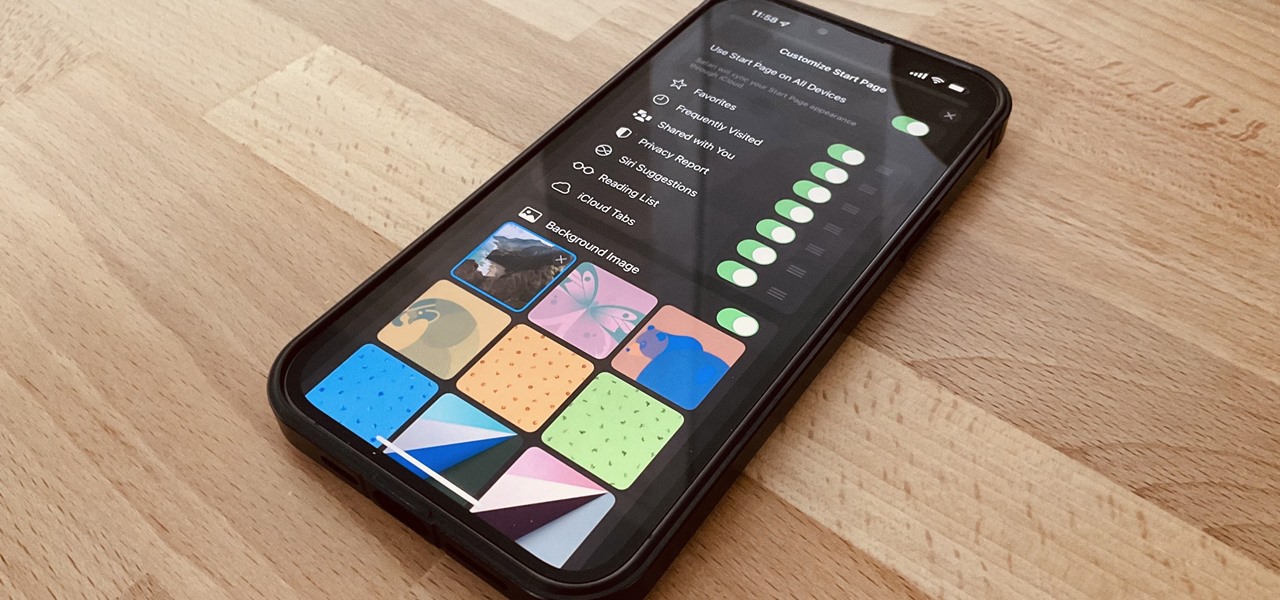 11:58
Customize Start Page
Use Start Page on All Devices
Safari will sync your Start Page appearance
through iCloud.
Favorites
Frequently Visited
Shared with You
Privacy Report
Siri Suggestions
Reading List
iCloud Tabs
Background Image